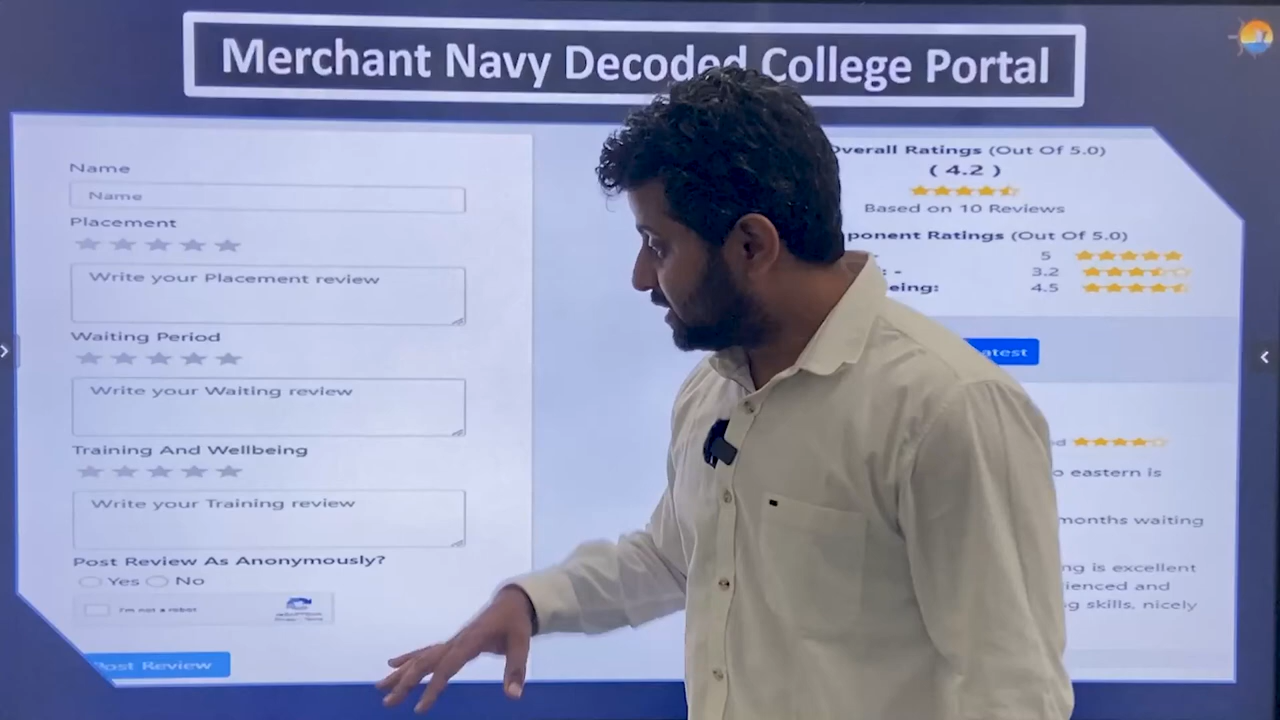 Merchant Navy Decoded College Portal
Name
Name
Placement
Write your Placement review
Waiting Period
Write your Waiting review
Training And Wellbeing
Write your Training review
Post Review As Anonymously?
Yes No
I'm not a robot
Post Review
Overall Ratings (Out Of 5.0)
( 4.2 )
Based on 10 Reviews
ponent Ratings (Out Of 5.0)
5
: - 3.2
eing: 4.5
atest
d
o eastern is
months waiting
ng is excellent
ienced and
g skills, nicely